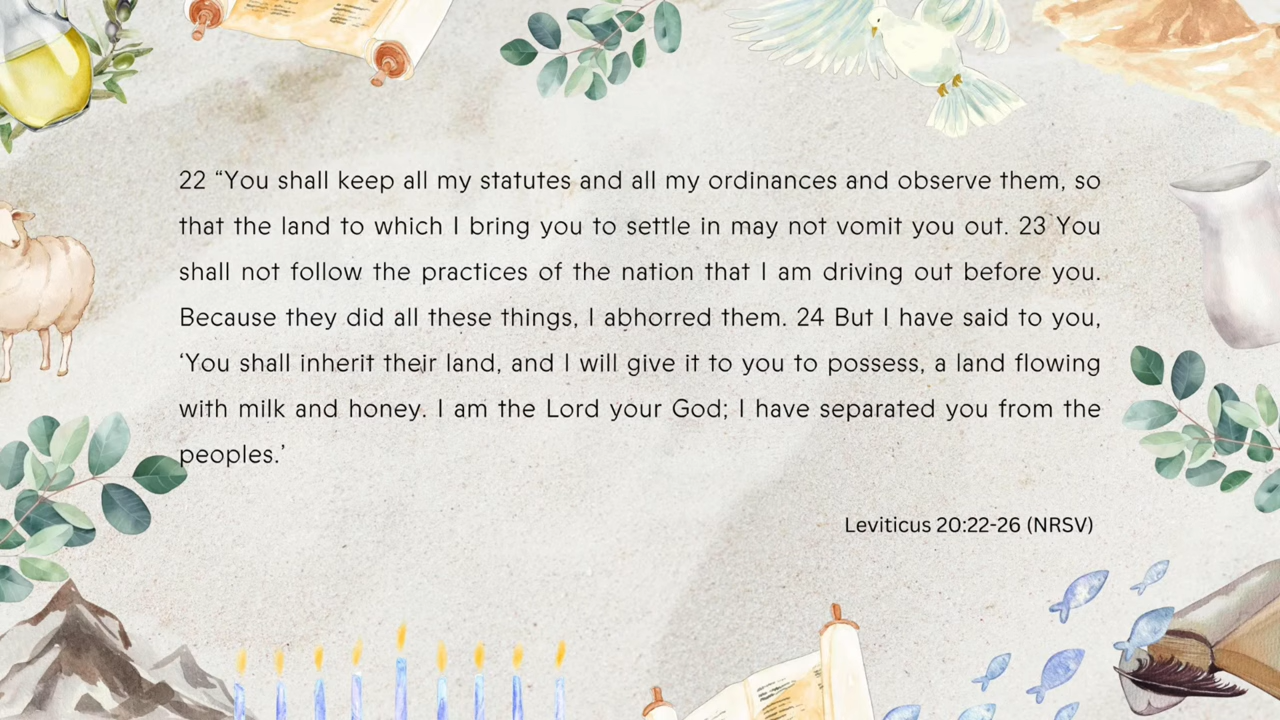 22 “You shall keep all my statutes and all my ordinances and observe them, so
that the land to which I bring you to settle in may not vomit you out. 23 You
shall not follow the practices of the nation that I am driving out before you.
Because they did all these things, I abhorred them. 24 But I have said to you,
‘You shall inherit their land, and I will give it to you to possess, a land flowing
with milk and honey. I am the Lord your God; I have separated you from the
peoples.’
Leviticus 20:22-26 (NRSV)